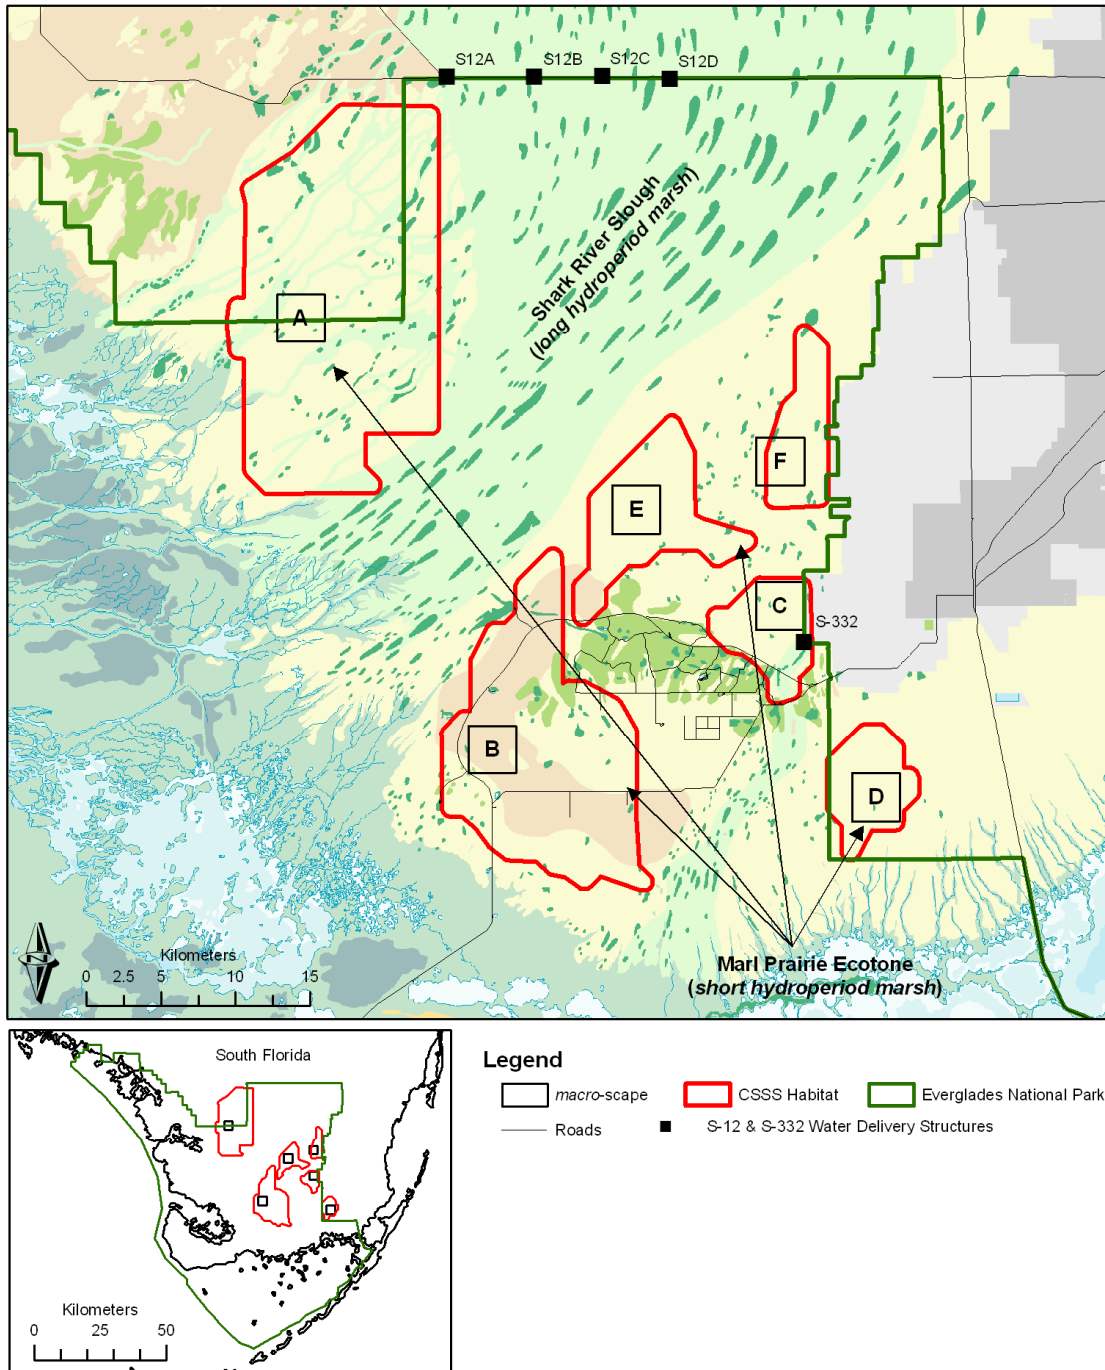 S12A
S12B
S12C
S12D
Shark River Slough
(long hydroperiod marsh)
A
F
E
C
S-332
B
D
Kilometers
0 2.5 5 10 15
Marl Prairie Ecotone
(short hydroperiod marsh)
South Florida
Kilometers
0 25 50
Legend
macro-scape
CSSS Habitat
Everglades National Park
Roads
S-12 & S-332 Water Delivery Structures